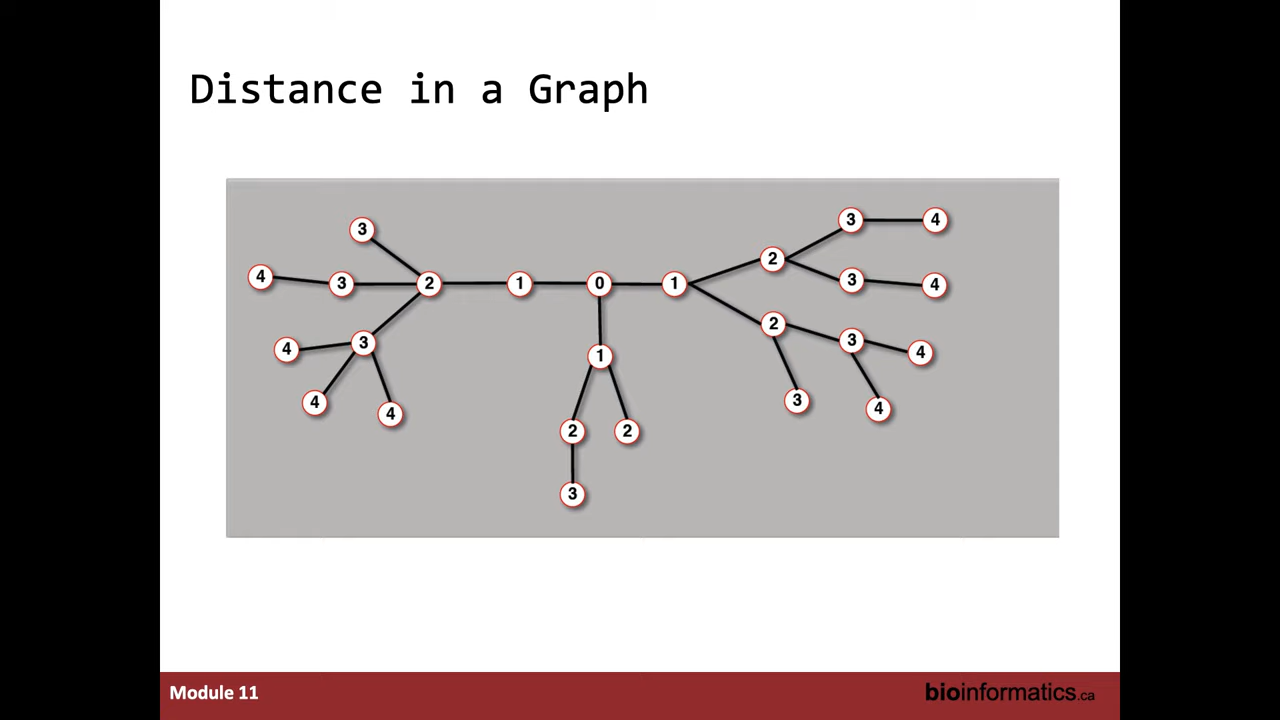 Distance in a Graph
3 4
3
2
4 3 2 1 0 1
3 4
2
4 3 1 3 4
4 4 3 4
2 2
3
Module 11
bioinformatics.ca